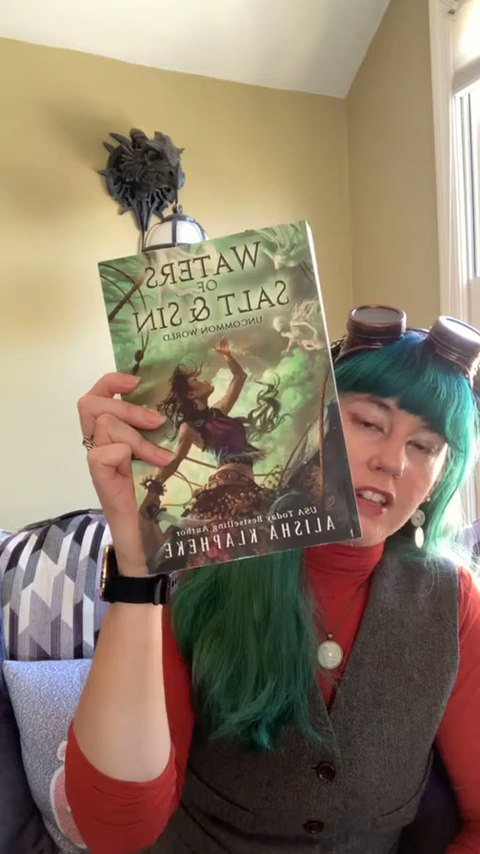 WATERS
OF
SALT & SIN
UNCOMMON WORLD
USA Today Bestselling Author
ALISHA KLAPHEKE